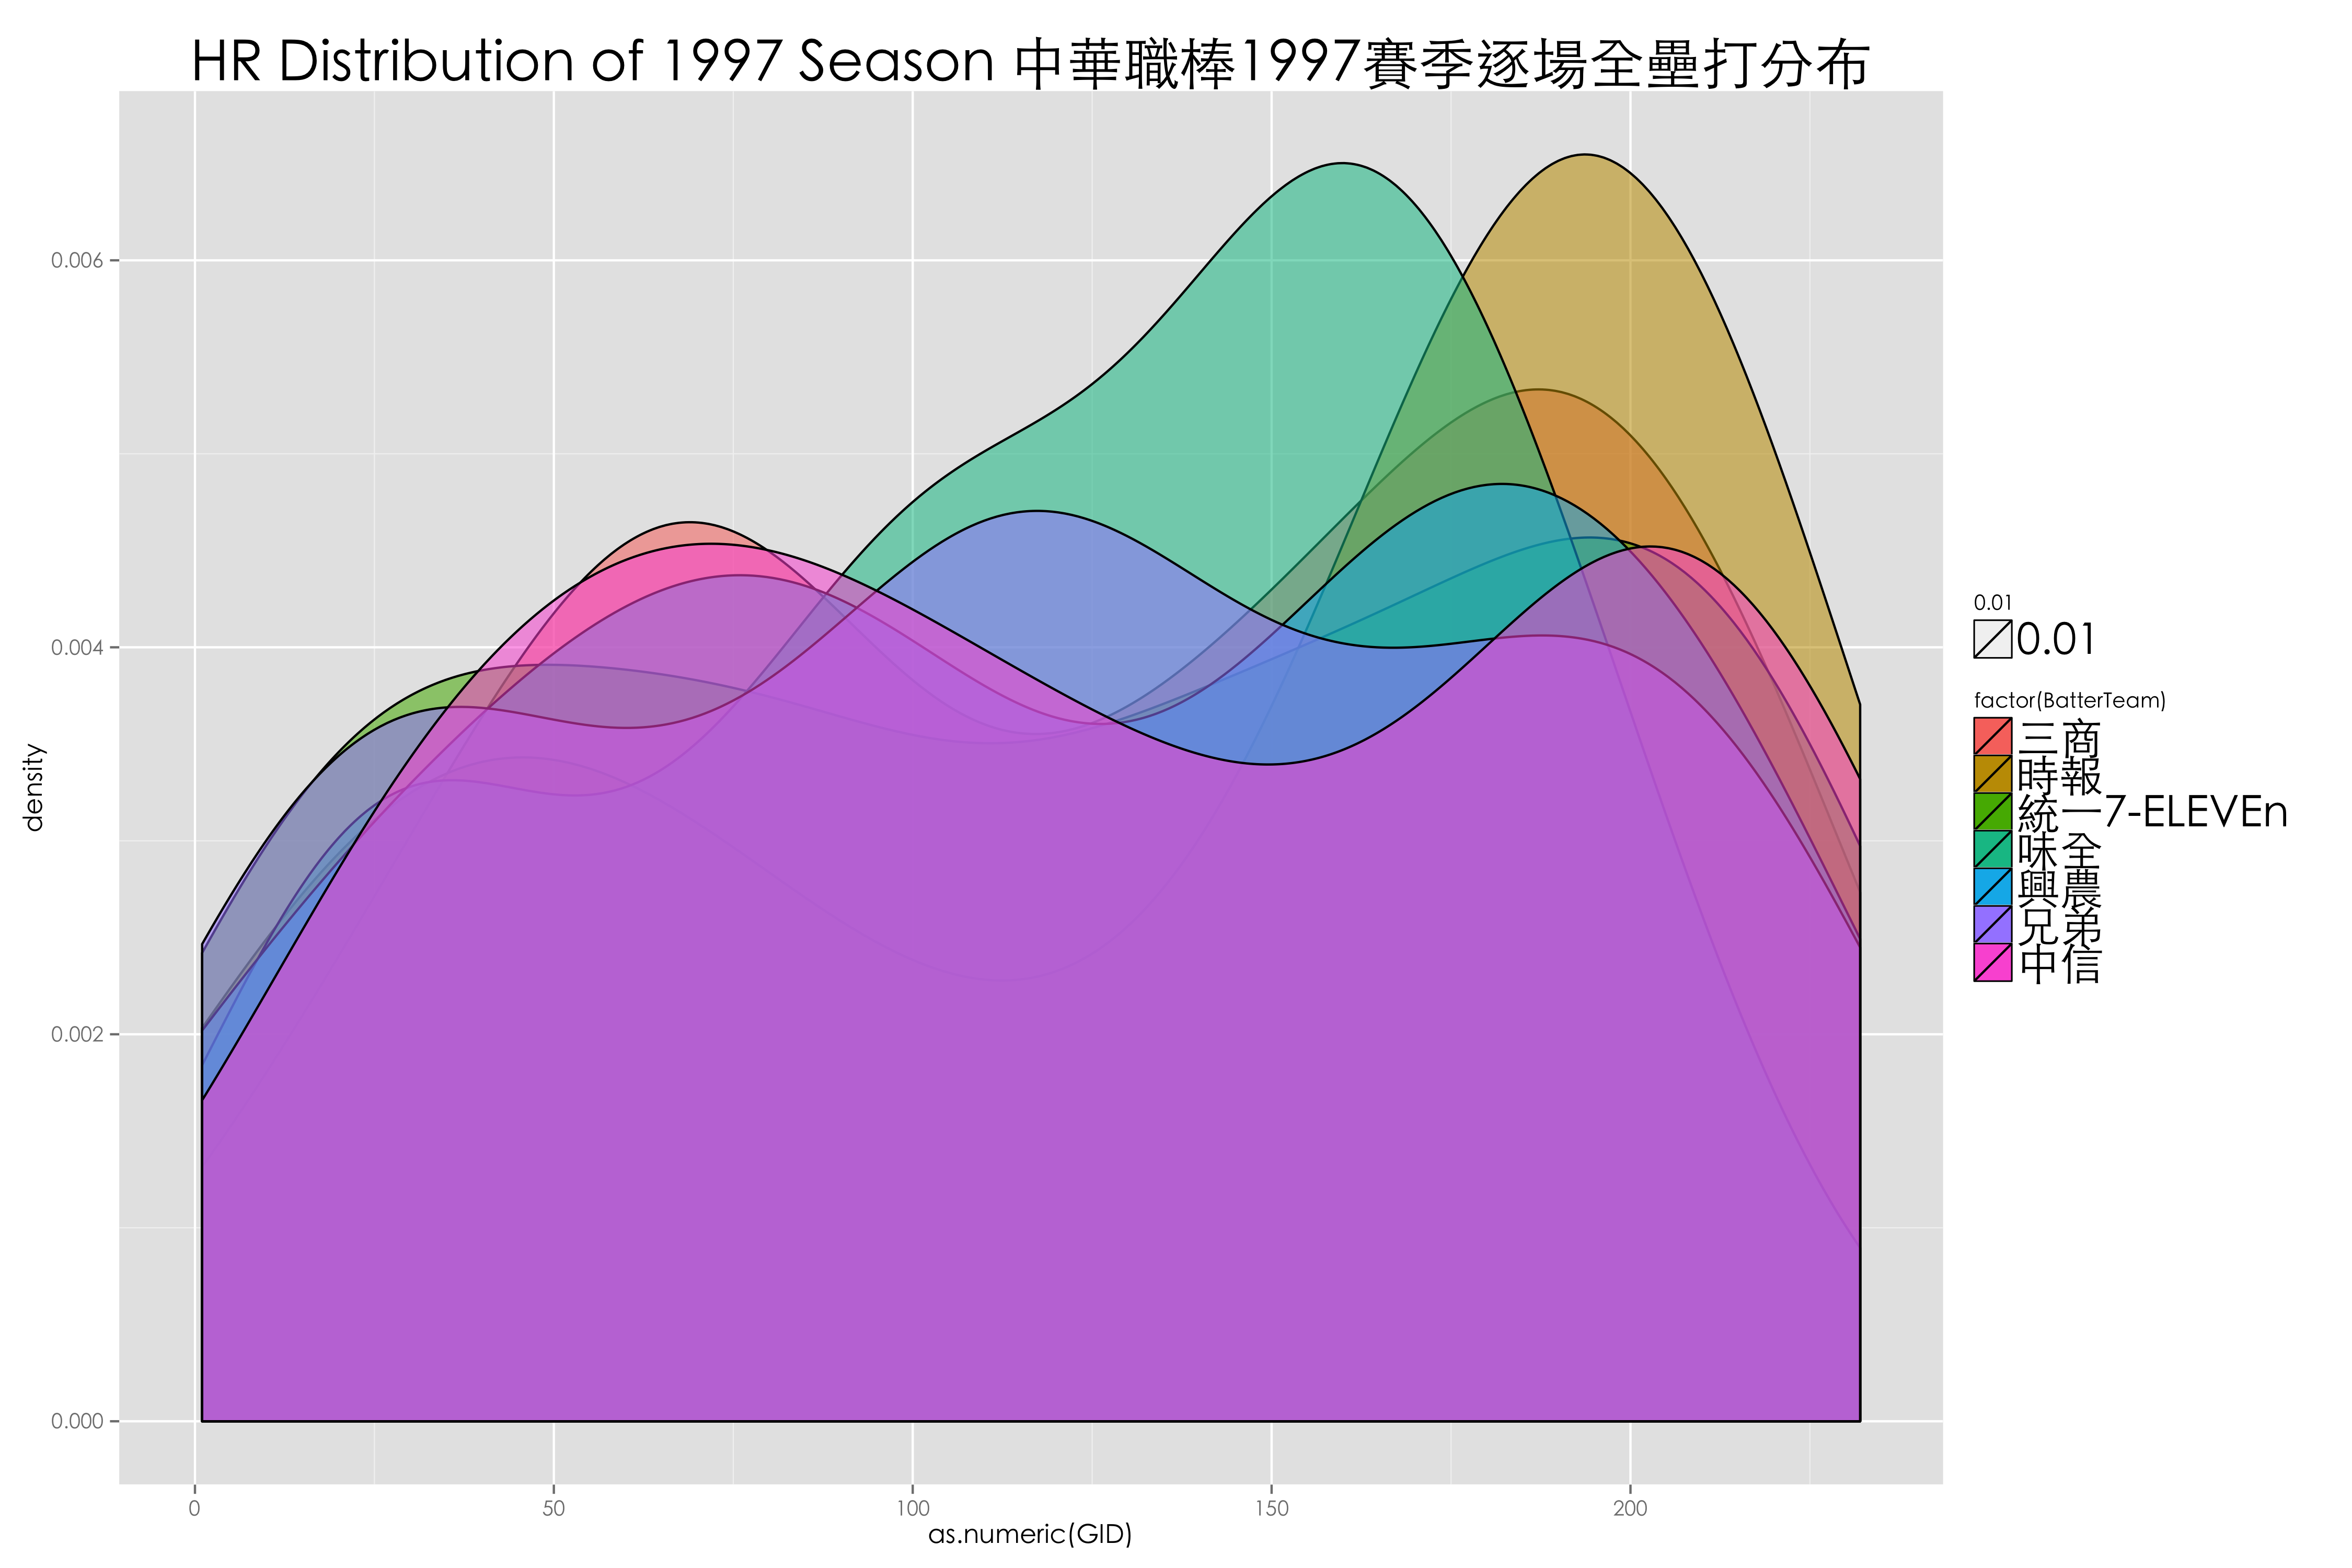 HR Distribution of 1997 Season 中華職棒1997賽季逐場全壘打分布
density
0.006
0.004
0.002
0.000
0 50 100 150 200
as.numeric(GID)
0.01
0.01
factor(BatterTeam)
三商
時報
統一7-ELEVEn
味全
興農
兄弟
中信